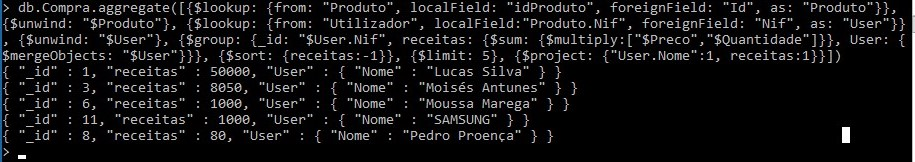 > db.Compra.aggregate([{$lookup: {from: "Produto", localField: "idProduto", foreignField: "Id", as: "Produto"}},
{$unwind: "$Produto"}, {$lookup: {from: "Utilizador", localField:"Produto.Nif", foreignField: "Nif", as: "User"}}
, {$unwind: "$User"}, {$group: {_id: "$User.Nif", receitas: {$sum: {$multiply:["$Preco","$Quantidade"]}}, User: {
$mergeObjects: "$User"}}}, {$sort: {receitas:-1}}, {$limit: 5}, {$project: {"User.Nome":1, receitas:1}}])
{ "_id" : 1, "receitas" : 50000, "User" : { "Nome" : "Lucas Silva" } }
{ "_id" : 3, "receitas" : 8050, "User" : { "Nome" : "Moisés Antunes" } }
{ "_id" : 6, "receitas" : 1000, "User" : { "Nome" : "Moussa Marega" } }
{ "_id" : 11, "receitas" : 1000, "User" : { "Nome" : "SAMSUNG" } }
{ "_id" : 8, "receitas" : 80, "User" : { "Nome" : "Pedro Proença" } }
>